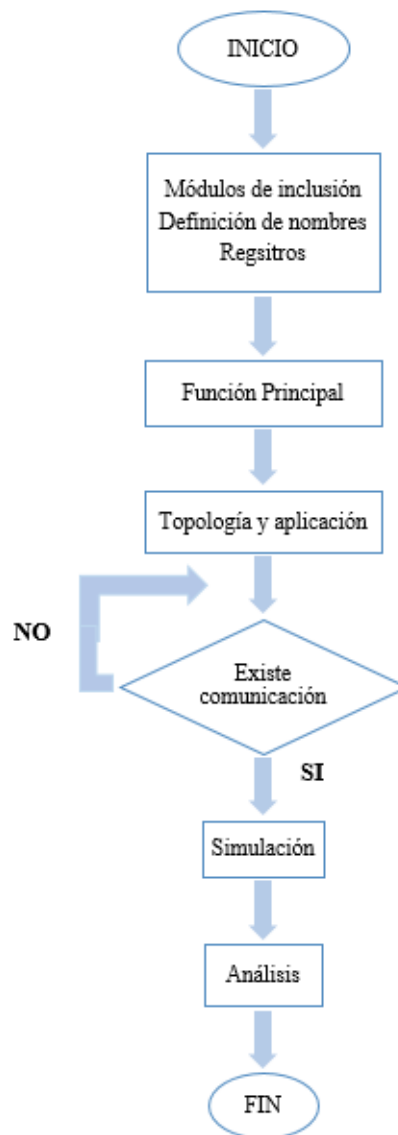 INICIO
Módulos de inclusión
Definición de nombres
Regsitros
Función Principal
Topología y aplicación
NO
Existe
comunicación
SI
Simulación
Análisis
FIN